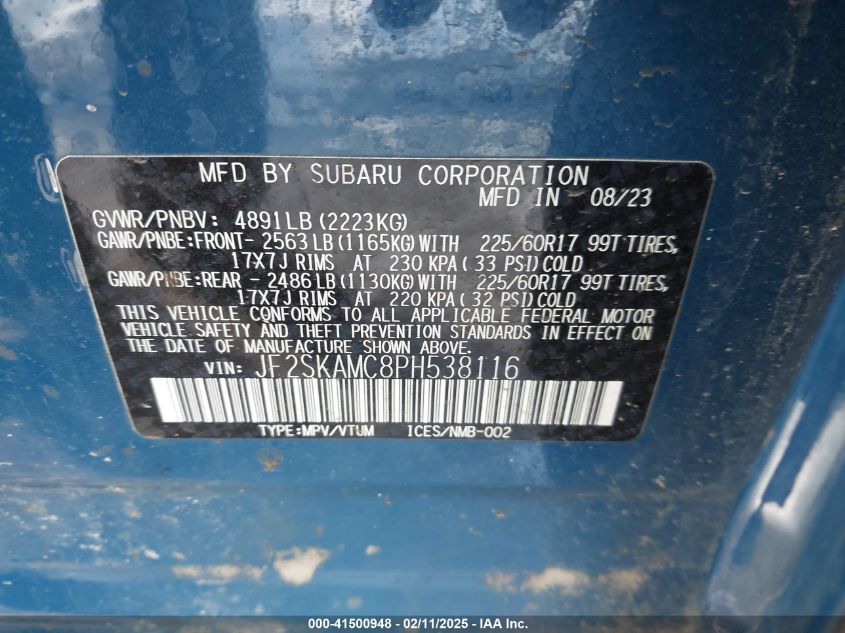 MFD BY SUBARU CORPORATION
MFD IN 08/23
GVWR/PNBV: 4891LB (2223KG)
GAWR/PNBE:FRONT- 2563LB (1165KG) WITH 225/60R17 99T TIRES,
17X7J RIMS AT 230 KPA( 33 PSI) COLD
GAWR/PNBE:REAR - 2486LB (1130KG) WITH 225/60R17 99T TIRES,
17X7J RIMS AT 220 KPA( 32 PSI) COLD
THIS VEHICLE CONFORMS TO ALL APPLICABLE FEDERAL MOTOR
VEHICLE SAFETY AND THEFT PREVENTION STANDARDS IN EFFECT ON
THE DATE OF MANUFACTURE SHOWN ABOVE.
VIN: JF2SKAMC8PH538116
TYPE:MPV/VTUM ICES/NMB-002
000-41500948 - 02/11/2025 - IAA Inc.